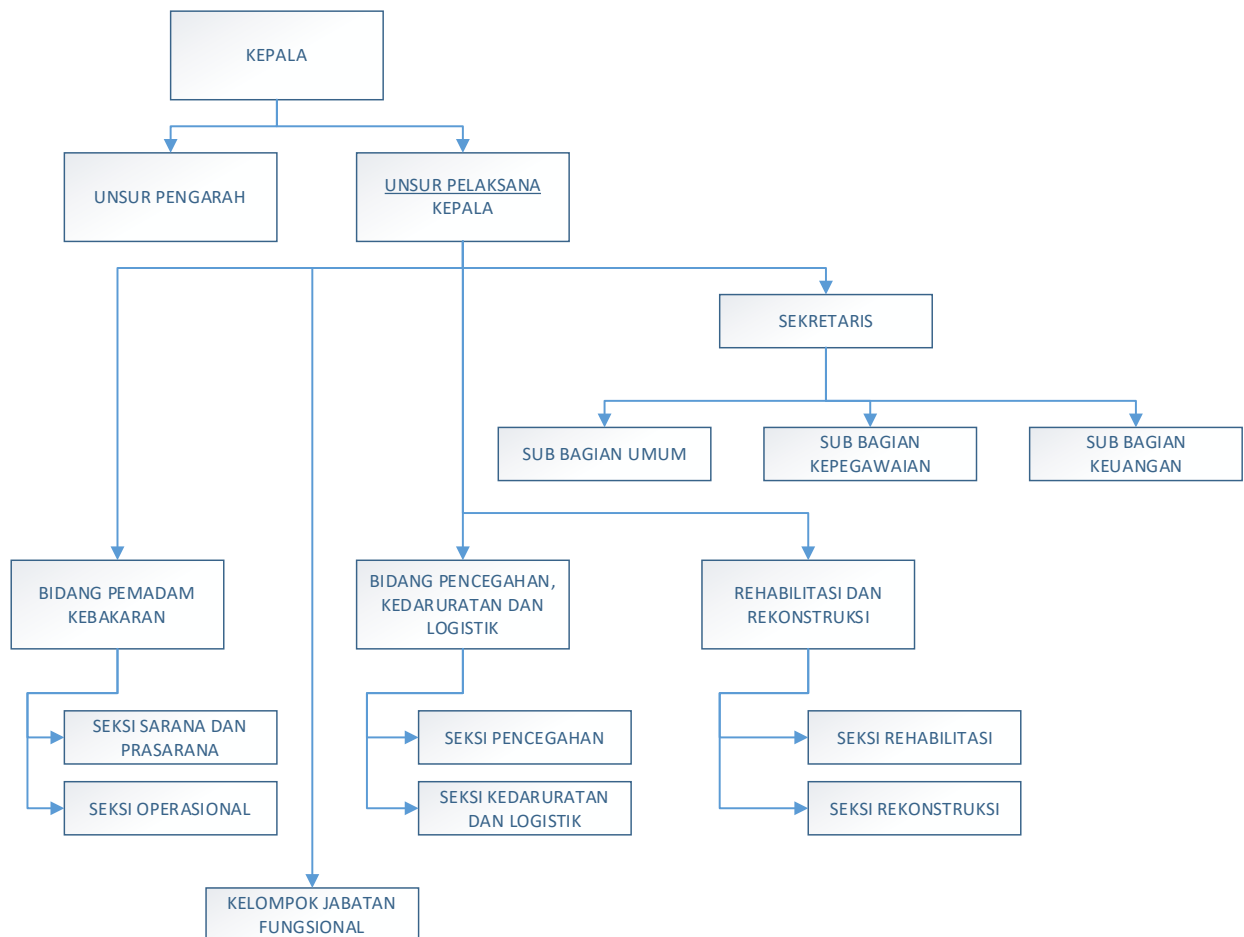 KEPALA
UNSUR PENGARAH
UNSUR PELAKSANA
KEPALA
SEKRETARIS
SUB BAGIAN UMUM
SUB BAGIAN
KEPEGAWAIAN
SUB BAGIAN
KEUANGAN
BIDANG PEMADAM
KEBAKARAN
BIDANG PENCEGAHAN,
KEDARURATAN DAN
LOGISTIK
REHABILITASI DAN
REKONSTRUKSI
SEKSI SARANA DAN
PRASARANA
SEKSI PENCEGAHAN
SEKSI REHABILITASI
SEKSI OPERASIONAL
SEKSI KEDARURATAN
DAN LOGISTIK
SEKSI REKONSTRUKSI
KELOMPOK JABATAN
FUNGSIONAL